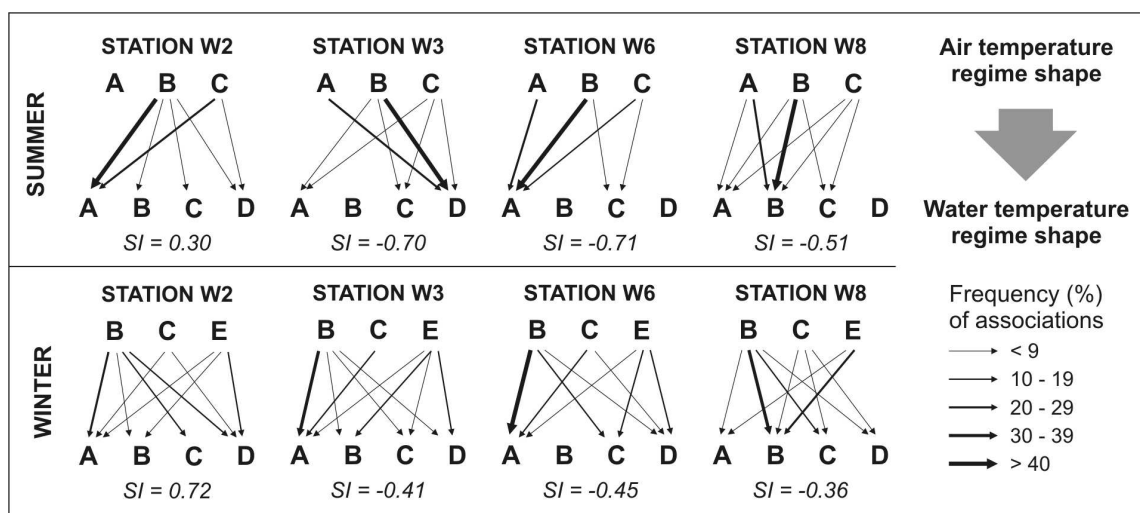 SUMMER
STATION W2
A B C
A B C D
SI = 0.30
STATION W3
A B C
A B C D
SI = -0.70
STATION W6
A B C
A B C D
SI = -0.71
STATION W8
A B C
A B C D
SI = -0.51
WINTER
STATION W2
B C E
A B C D
SI = 0.72
STATION W3
B C E
A B C D
SI = -0.41
STATION W6
B C E
A B C D
SI = -0.45
STATION W8
B C E
A B C D
SI = -0.36
Air temperature
regime shape
Water temperature
regime shape
Frequency (%)
of associations
< 9
10 - 19
20 - 29
30 - 39
> 40